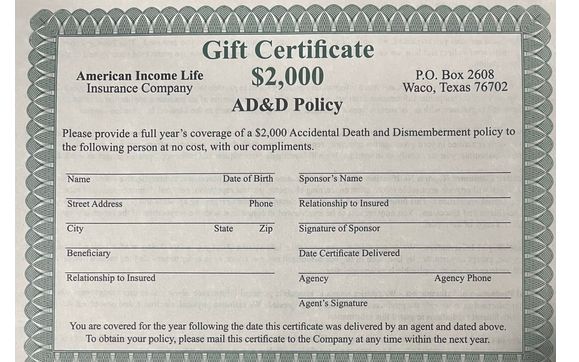 Gift Certificate
American Income Life
Insurance Company
$2,000
P.O. Box 2608
Waco, Texas 76702
AD&D Policy
Please provide a full year's coverage of a $2,000 Accidental Death and Dismemberment policy to
the following person at no cost, with our compliments.
Name Date of Birth Sponsor's Name
Street Address Phone Relationship to Insured
City State Zip Signature of Sponsor
Beneficiary Date Certificate Delivered
Relationship to Insured Agency Agency Phone
Agent's Signature
You are covered for the year following the date this certificate was delivered by an agent and dated above.
To obtain your policy, please mail this certificate to the Company at any time within the next year.